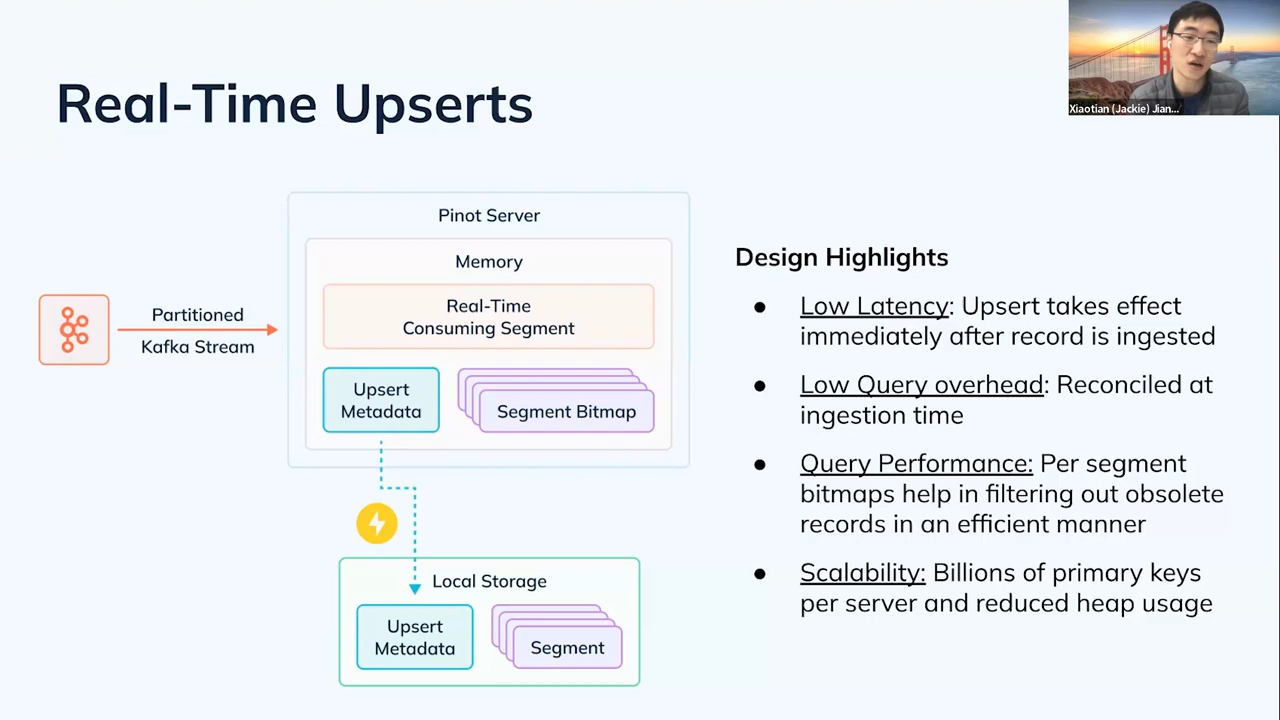 Xiaotian (Jackie) Jian...
Real-Time Upserts
Partitioned
Kafka Stream
Pinot Server
Memory
Real-Time
Consuming Segment
Upsert
Metadata
Segment Bitmap
Local Storage
Upsert
Metadata
Segment
Design Highlights
● Low Latency: Upsert takes effect
immediately after record is ingested
● Low Query overhead: Reconciled at
ingestion time
● Query Performance: Per segment
bitmaps help in filtering out obsolete
records in an efficient manner
● Scalability: Billions of primary keys
per server and reduced heap usage